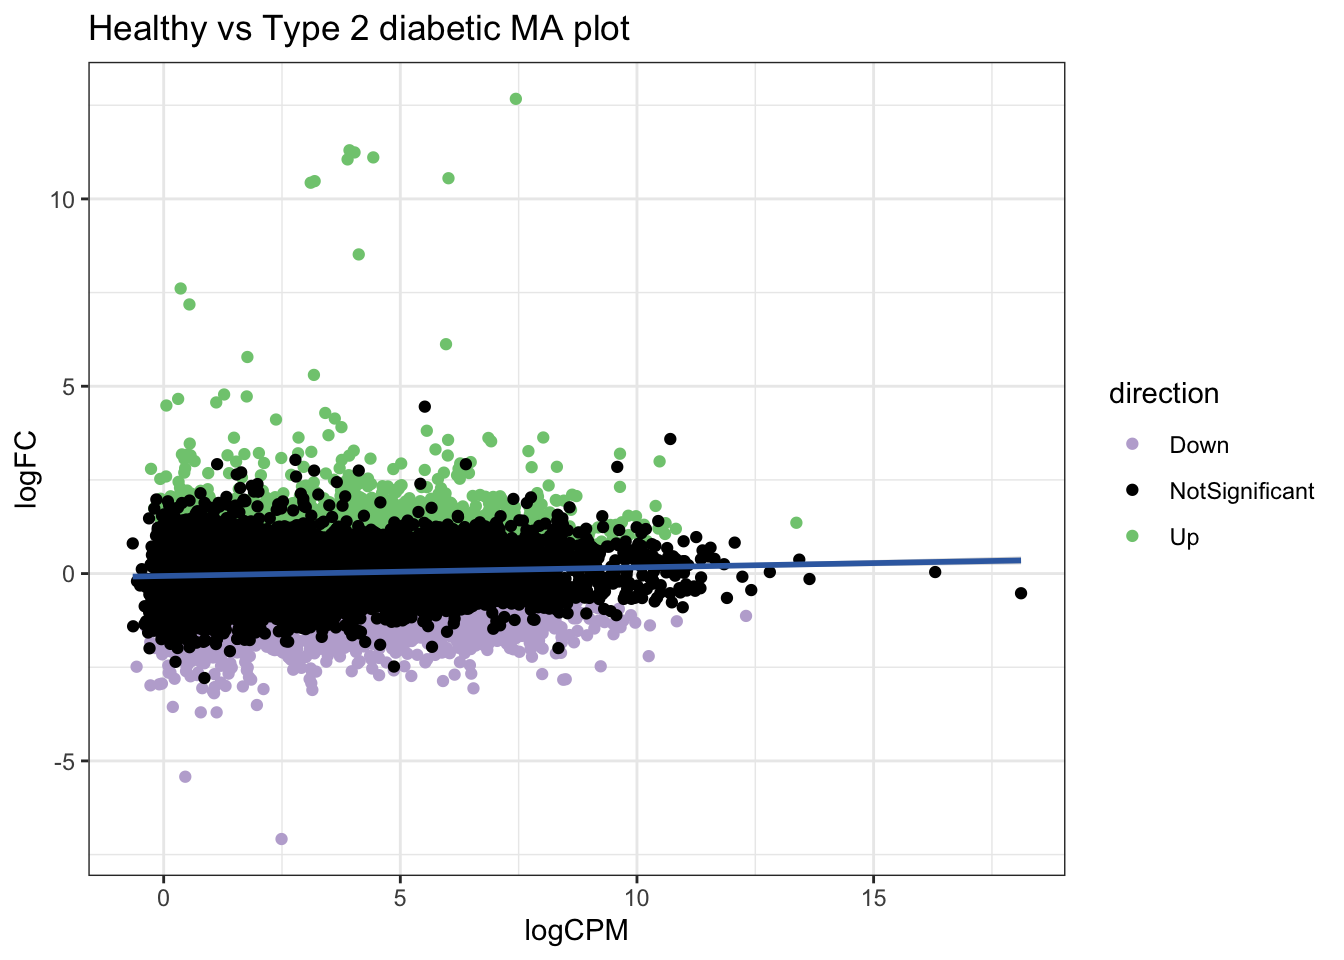 Healthy vs Type 2 diabetic MA plot
10
5
0
-5
logFC
0 5 10 15
logCPM
direction
Down
NotSignificant
Up